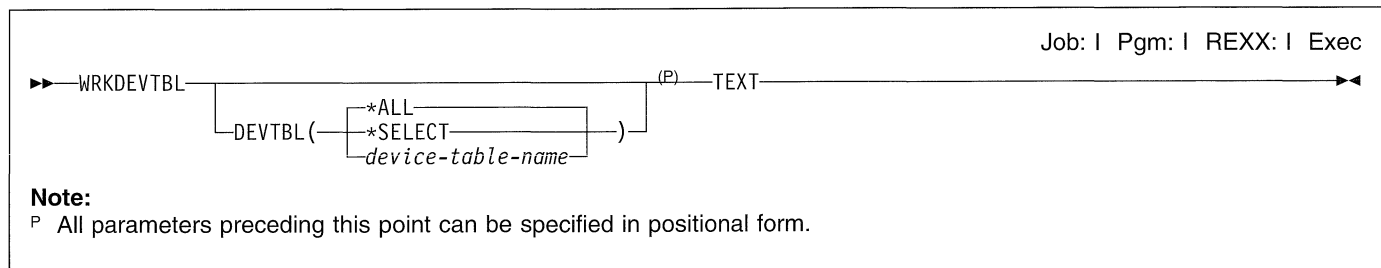 Job: I Pgm: I REXX: I Exec
WRKDEVTBL (P) TEXT
*ALL
DEVTBL( *SELECT )
device-table-name
Note:
P All parameters preceding this point can be specified in positional form.